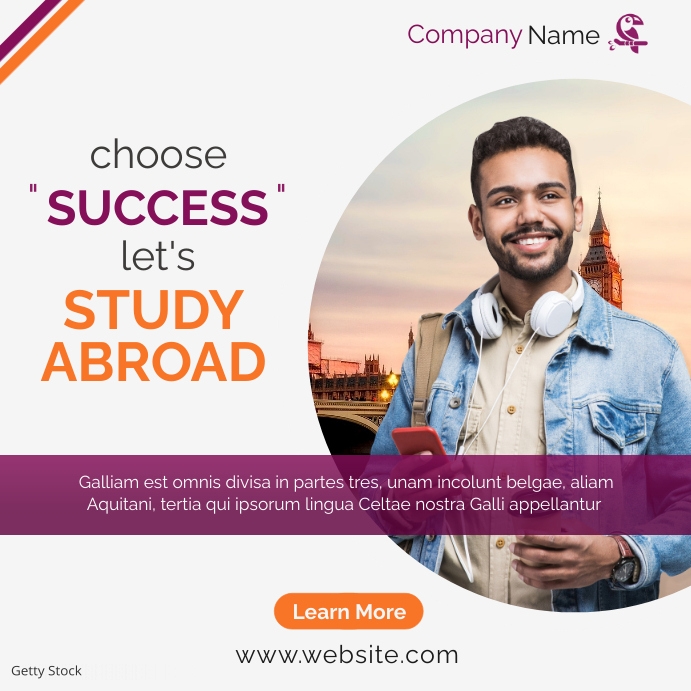 Company Name
choose
"SUCCESS"
let's
STUDY
ABROAD
Galliam est omnis divisa in partes tres, unam incolunt belgae, aliam
Aquitani, tertia qui ipsorum lingua Celtae nostra Galli appellantur
Learn More
www.website.com
Getty Stock